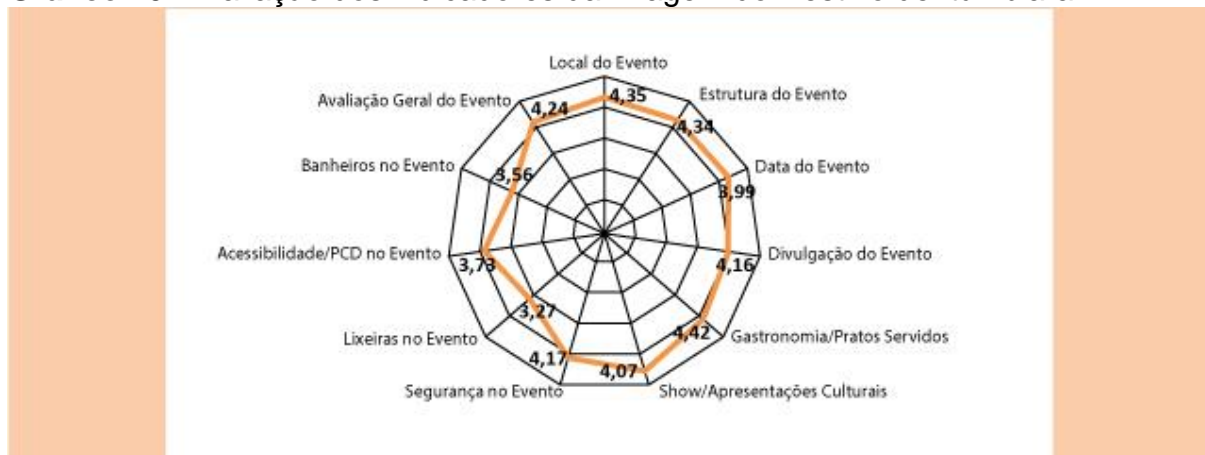 Local do Evento
4,35
Estrutura do Evento
4,34
Data do Evento
3,99
Divulgação do Evento
4,16
Gastronomia/Pratos Servidos
4,42
Show/Apresentações Culturais
4,07
Segurança no Evento
4,17
Lixeiras no Evento
3,27
Acessibilidade/PCD no Evento
3,73
Banheiros no Evento
3,56
Avaliação Geral do Evento
4,24